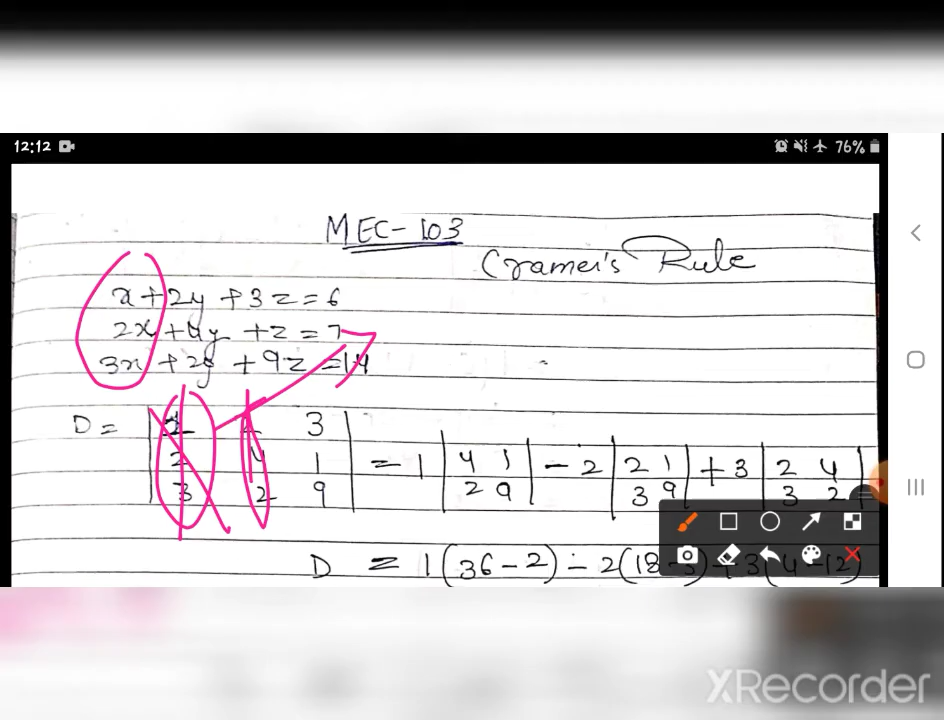 12:12
76%
MEC-103
Cramer's Rule
x+2y+3z=6
2x+4y+z=7
3x+2y+9z=14
D= | 1 2 3 |
| 2 4 1 | = 1 | 4 1 | - 2 | 2 1 | + 3 | 2 4 |
| 3 2 9 | | 2 9 | | 3 9 | | 3 2 |
D = 1(36-2) - 2(18-3) + 3(4-12)
XRecorder